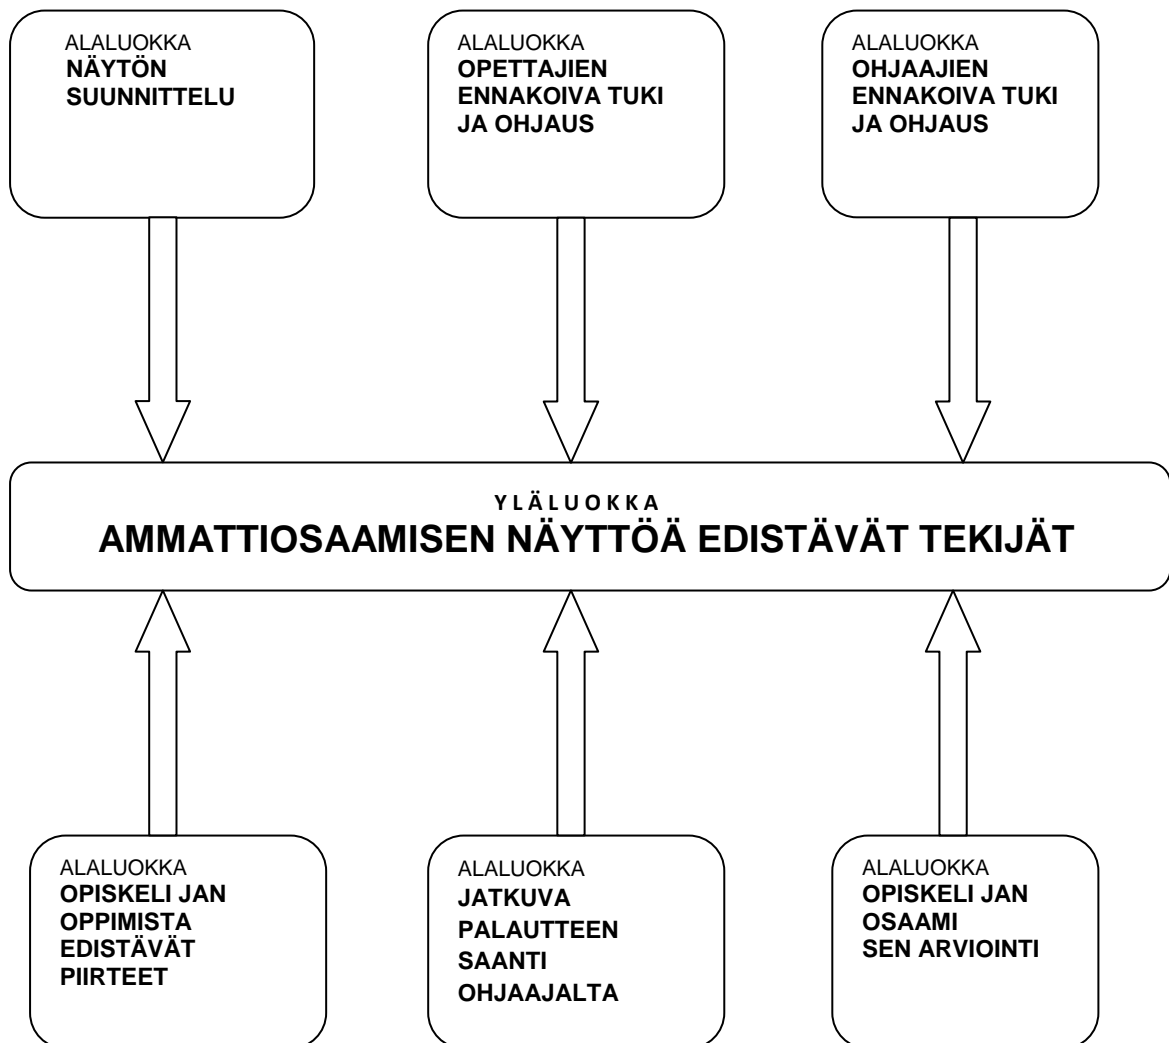 ALALUOKKA
NÄYTÖN
SUUNNITTELU
ALALUOKKA
OPETTAJIEN
ENNAKOIVA TUKI
JA OHJAUS
ALALUOKKA
OHJAAJIEN
ENNAKOIVA TUKI
JA OHJAUS
YLÄLUOKKA
AMMATTIOSAAMISEN NÄYTTÖÄ EDISTÄVÄT TEKIJÄT
ALALUOKKA
OPISKELI JAN
OPPIMISTA
EDISTÄVÄT
PIIRTEET
ALALUOKKA
JATKUVA
PALAUTTEEN
SAANTI
OHJAAJALTA
ALALUOKKA
OPISKELI JAN
OSAAMI
SEN ARVIOINTI